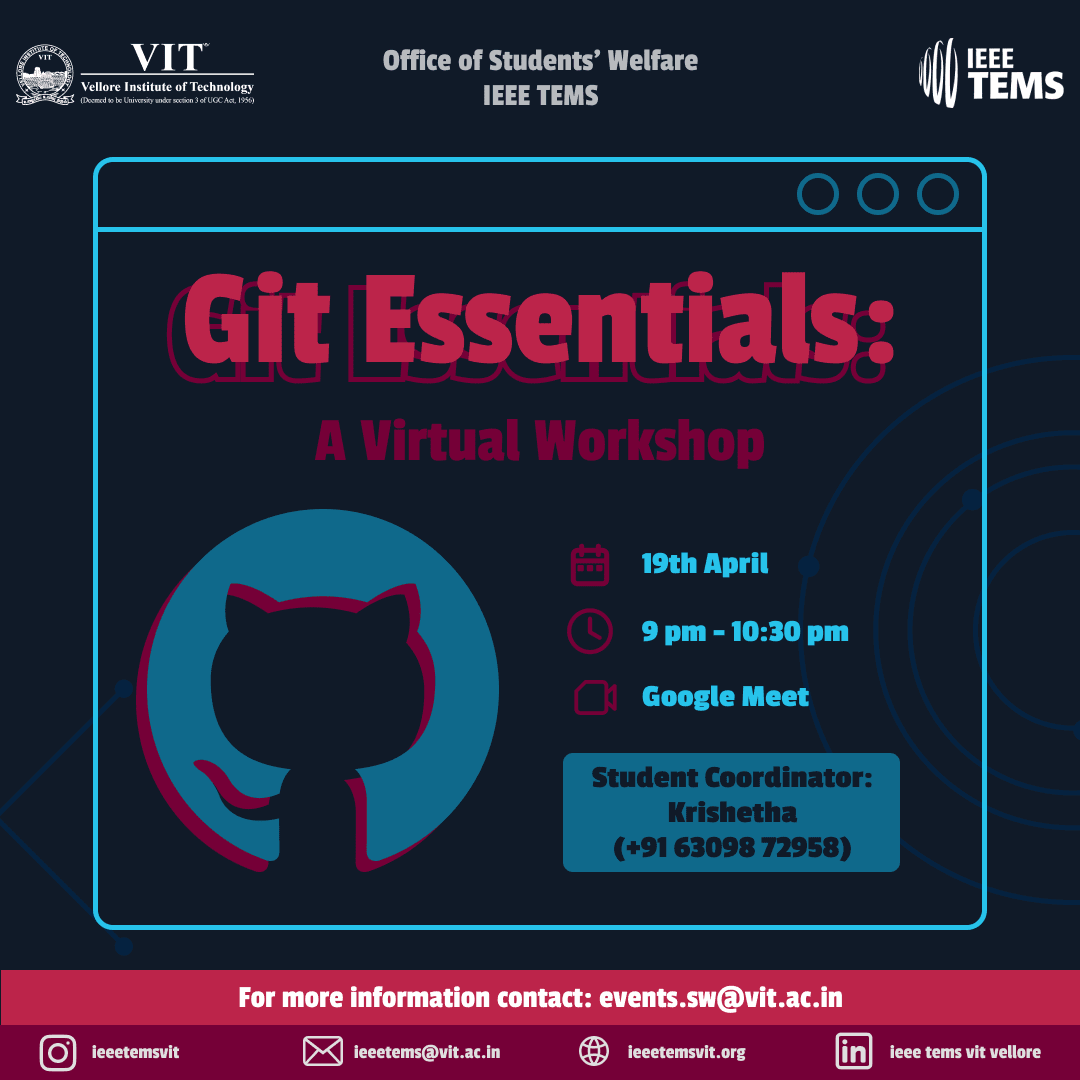 VIT
Vellore Institute of Technology
(Deemed to be University under section 3 of UGC Act, 1956)
Office of Students' Welfare
IEEE TEMS
IEEE
TEMS
Git Essentials:
A Virtual Workshop
19th April
9 pm - 10:30 pm
Google Meet
Student Coordinator:
Krishetha
(+91 63098 72958)
For more information contact: events.sw@vit.ac.in
ieeetemsvit
ieeetems@vit.ac.in
ieeetemsvit.org
in
ieee tems vit vellore